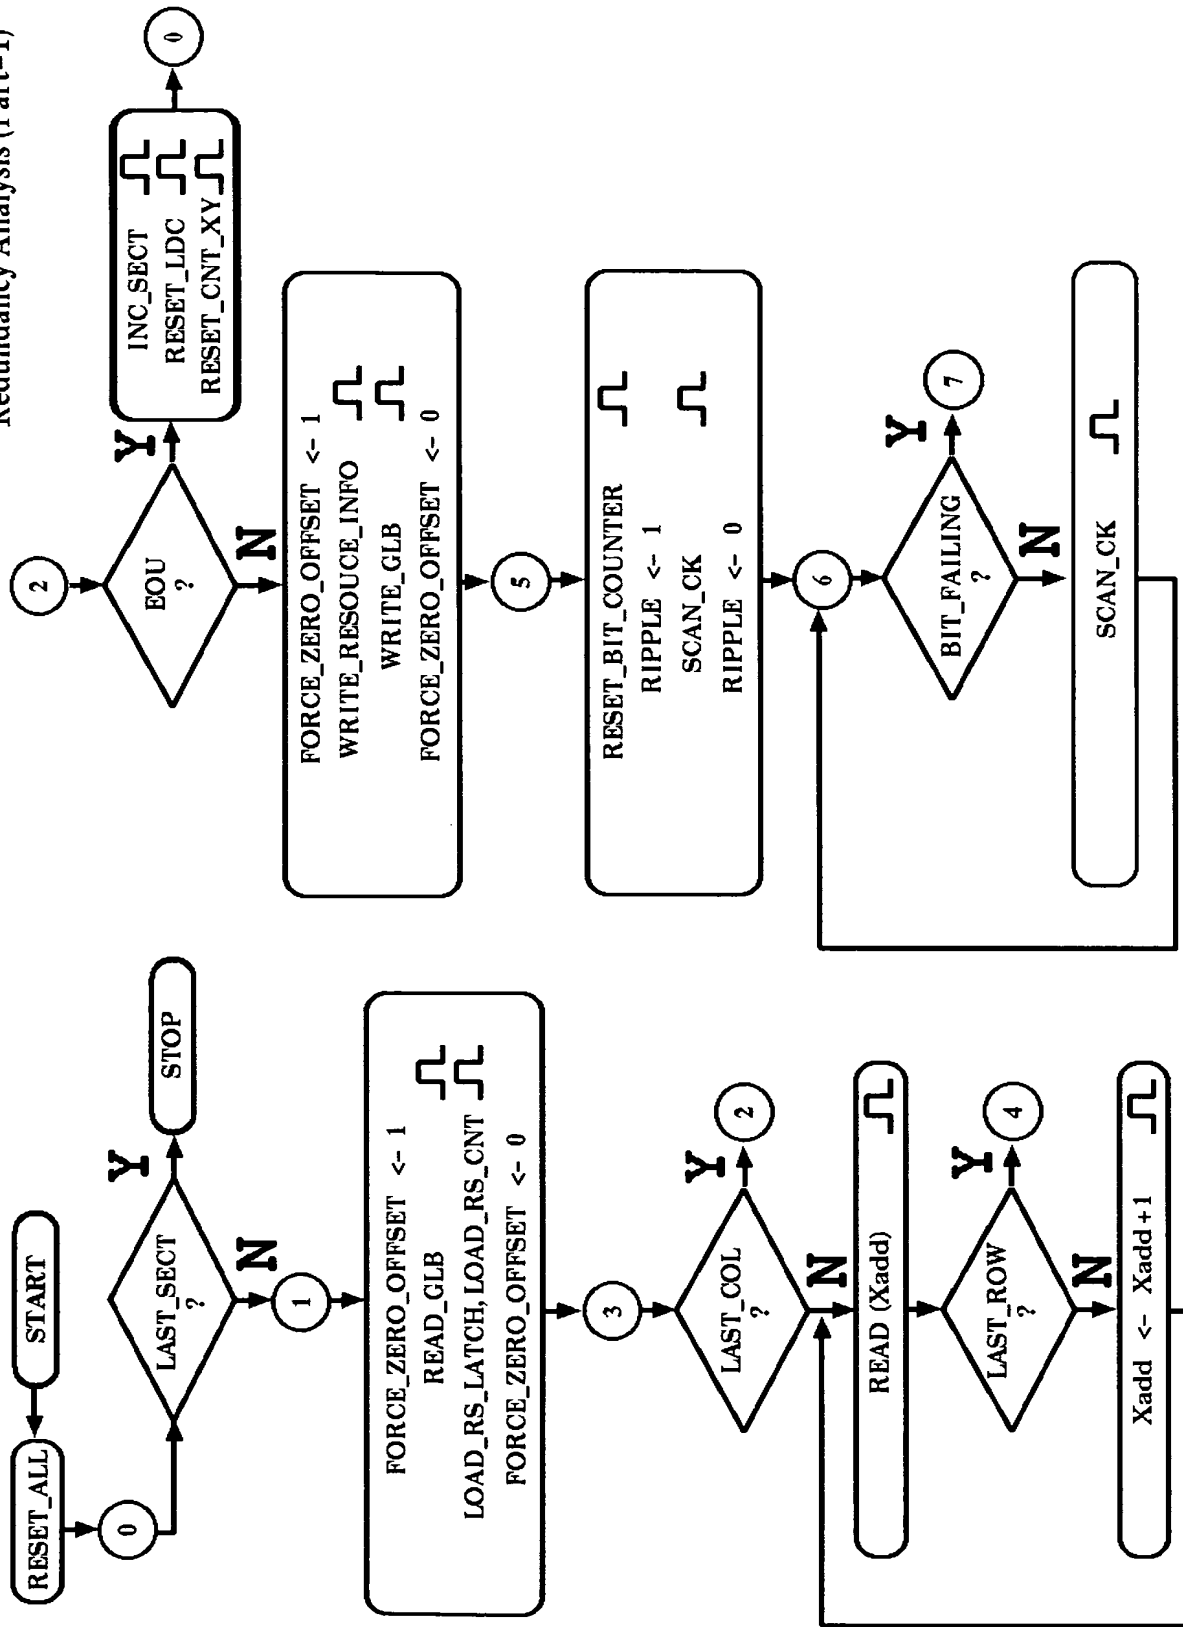 Redundancy Analysis (Part-1)
START
RESET_ALL
0
LAST_SECT
?
Y
STOP
N
1
FORCE_ZERO_OFFSET <- 1
READ_GLB
LOAD_RS_LATCH, LOAD_RS_CNT
FORCE_ZERO_OFFSET <- 0
3
LAST_COL
?
Y
2
N
READ (Xadd)
LAST_ROW
?
Y
4
N
Xadd <- Xadd+1
2
EOU
?
Y
INC_SECT
RESET_LDC
RESET_CNT_XY
0
N
FORCE_ZERO_OFFSET <- 1
WRITE_RESOUCE_INFO
WRITE_GLB
FORCE_ZERO_OFFSET <- 0
5
RESET_BIT_COUNTER
RIPPLE <- 1
SCAN_CK
RIPPLE <- 0
6
BIT_FAILING
?
Y
7
N
SCAN_CK